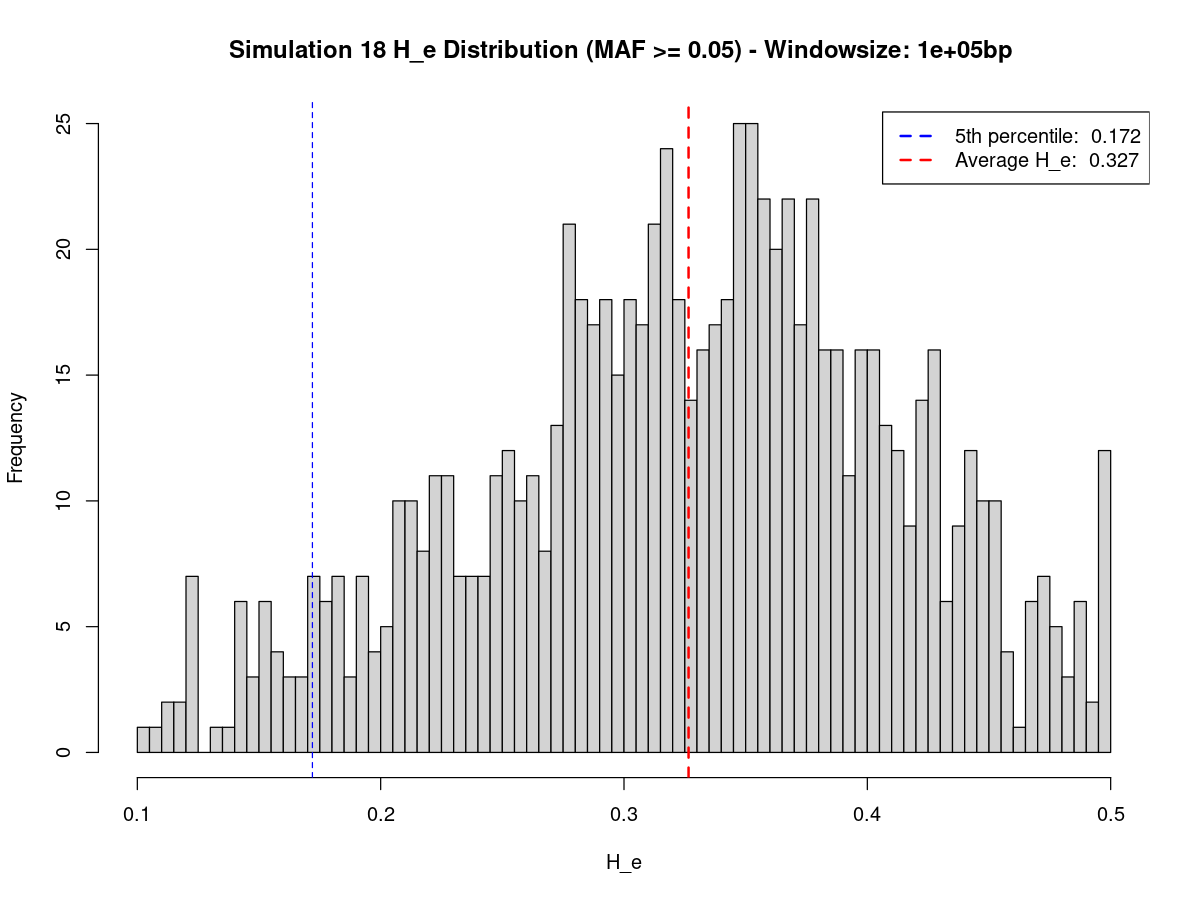 Simulation 18 H_e Distribution (MAF >= 0.05) - Windowsize: 1e+05bp
5th percentile:  0.172
Average H_e:  0.327
Frequency
25
20
15
10
5
0
0.1 0.2 0.3 0.4 0.5
H_e